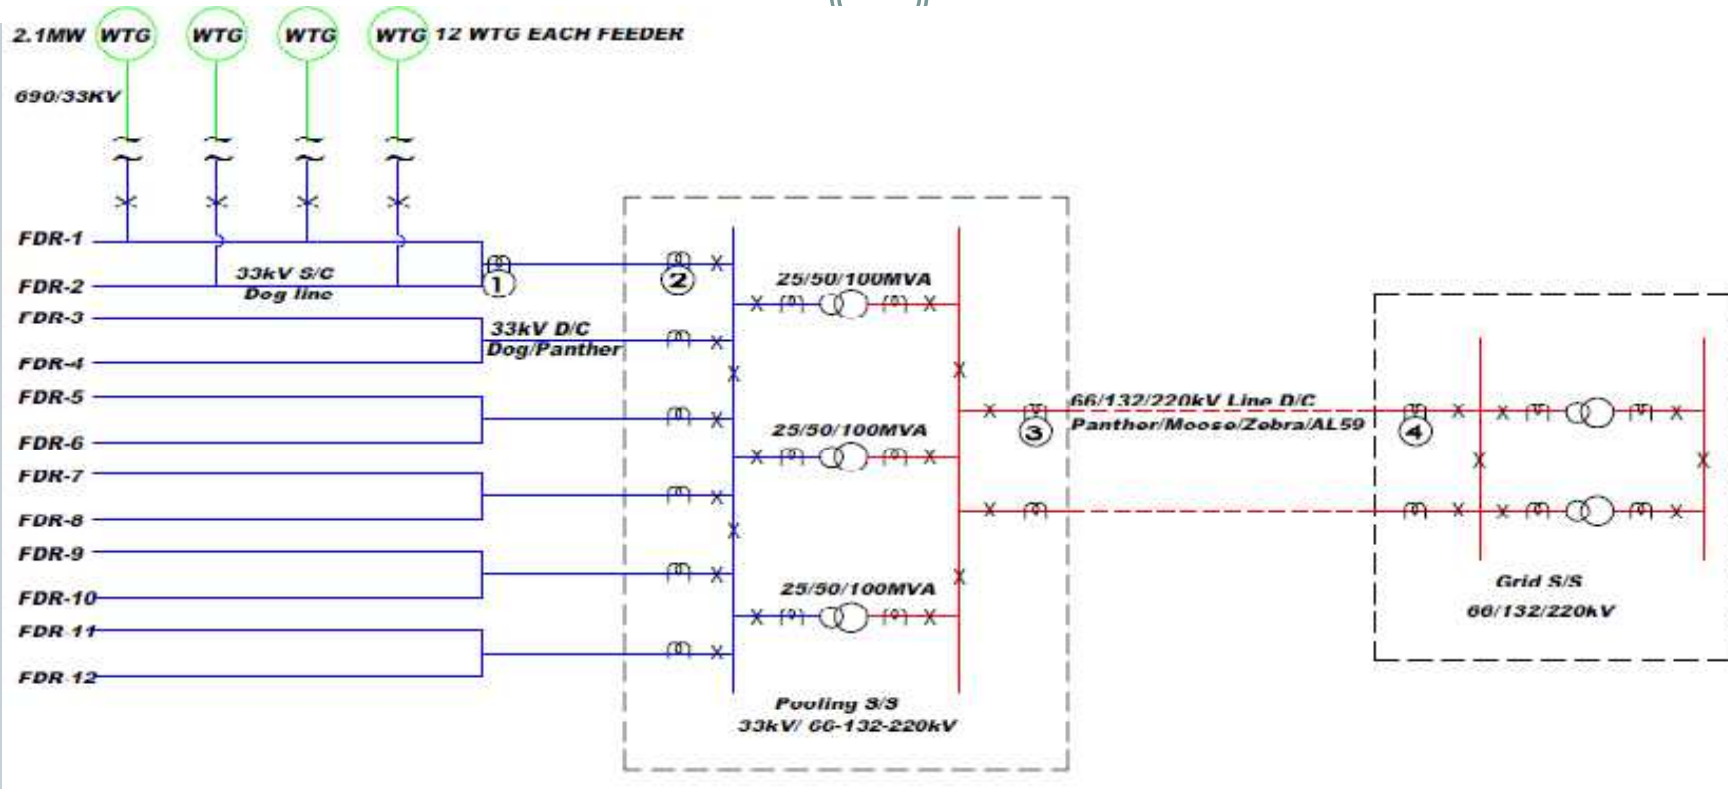 2.1MW WTG WTG WTG WTG 12 WTG EACH FEEDER
690/33KV
FDR-1
FDR-2
33kV S/C
Dog line
FDR-3
FDR-4
33kV D/C
Dog/Panther
FDR-5
FDR-6
FDR-7
FDR-8
FDR-9
FDR-10
FDR-11
FDR-12
1
2
25/50/100MVA
25/50/100MVA
25/50/100MVA
Pooling S/S
33kV/ 66-132-220kV
3
66/132/220kV Line D/C
Panther/Moose/Zebra/AL59
4
Grid S/S
66/132/220kV